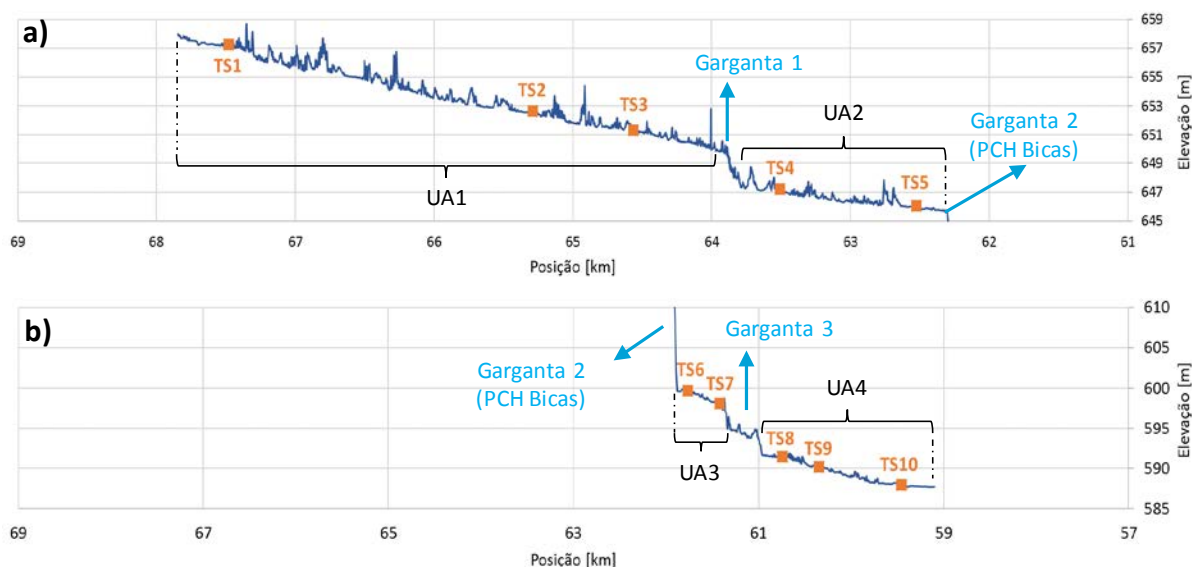 a)
659
657
655
653
651
649
647
645
Elevação [m]
TS1
TS2
TS3
TS4
TS5
Garganta 1
UA2
Garganta 2
(PCH Bicas)
UA1
69 68 67 66 65 64 63 62 61
Posição [km]
b)
610
605
600
595
590
585
Elevação [m]
Garganta 2
(PCH Bicas)
Garganta 3
TS6
TS7
UA4
UA3
TS8
TS9
TS10
69 67 65 63 61 59 57
Posição [km]